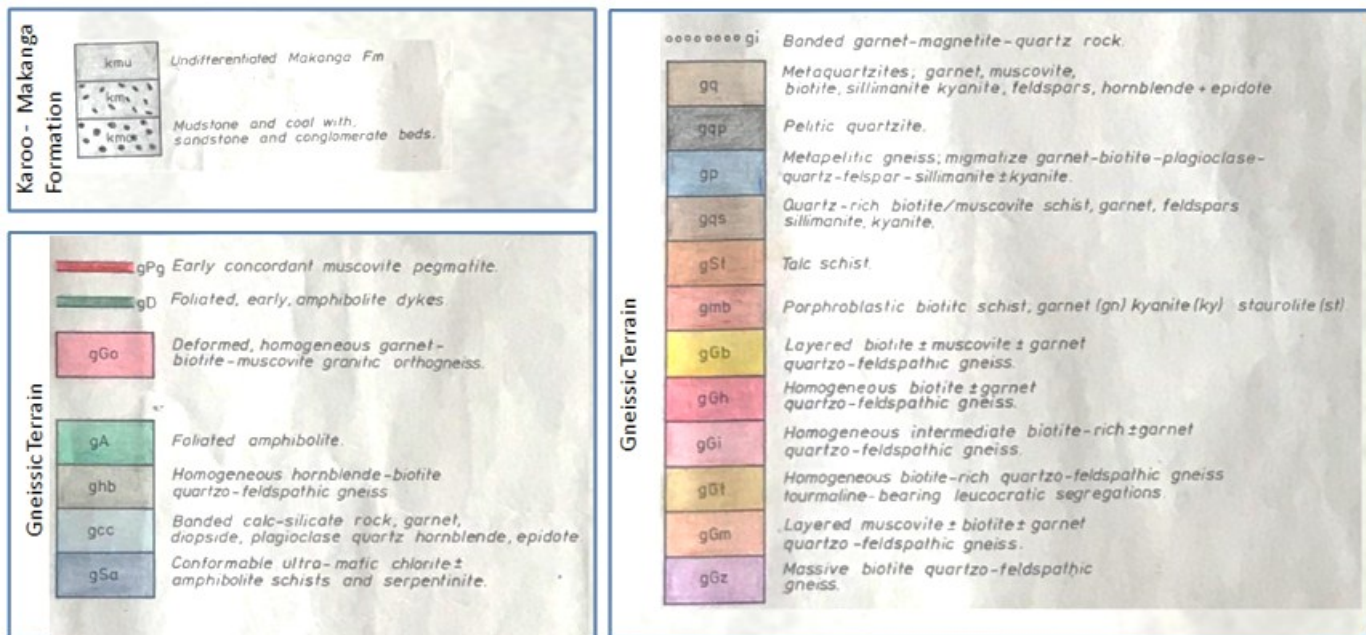 Karoo - Makanga
Formation
kmu
Undifferentiated Makanga Fm
km
kmc
Mudstone and coal with,
sandstone and conglomerate beds.
Gneissic Terrain
gPg Early concordant muscovite pegmatite.
gD Foliated, early, amphibolite dykes
gGo
Deformed, homogeneous garnet-
biotite-muscovite granitic orthogneiss.
gA
Foliated amphibolite.
ghb
Homogeneous hornblende-biotite
quartzo-feldspathic gneiss
gcc
Banded calc-silicate rock, garnet,
diopside, plagioclase quartz hornblende, epidote
gSa
Conformable ultra-mafic chlorite ±
amphibolite schists and serpentinite.
Gneissic Terrain
gi Banded garnet-magnetite-quartz rock.
gq
Metaquartzites; garnet, muscovite,
biotite, sillimanite kyanite, feldspars, hornblende + epidote
gqp
Pelitic quartzite.
gp
Metapelitic gneiss; migmatize garnet-biotite-plagioclase-
quartz-felspar-sillimanite ± kyanite.
gqs
Quartz-rich biotite/muscovite schist, garnet, feldspars
sillimanite, kyanite,
gSt
Talc schist.
gmb
Porphroblastic biotite schist, garnet (gn) kyanite (ky) staurolite (st)
gGb
Layered biotite ± muscovite ± garnet
quartzo-feldspathic gneiss.
gGh
Homogeneous biotite ± garnet
quartzo-feldspathic gneiss.
gGi
Homogeneous intermediate biotite-rich ± garnet
quartzo-feldspathic gneiss.
gGt
Homogeneous biotite-rich quartzo-feldspathic gneiss
tourmaline-bearing leucocratic segregations.
gGm
Layered muscovite ± biotite ± garnet
quartzo-feldspathic gneiss.
gGz
Massive biotite quartzo-feldspathic
gneiss.